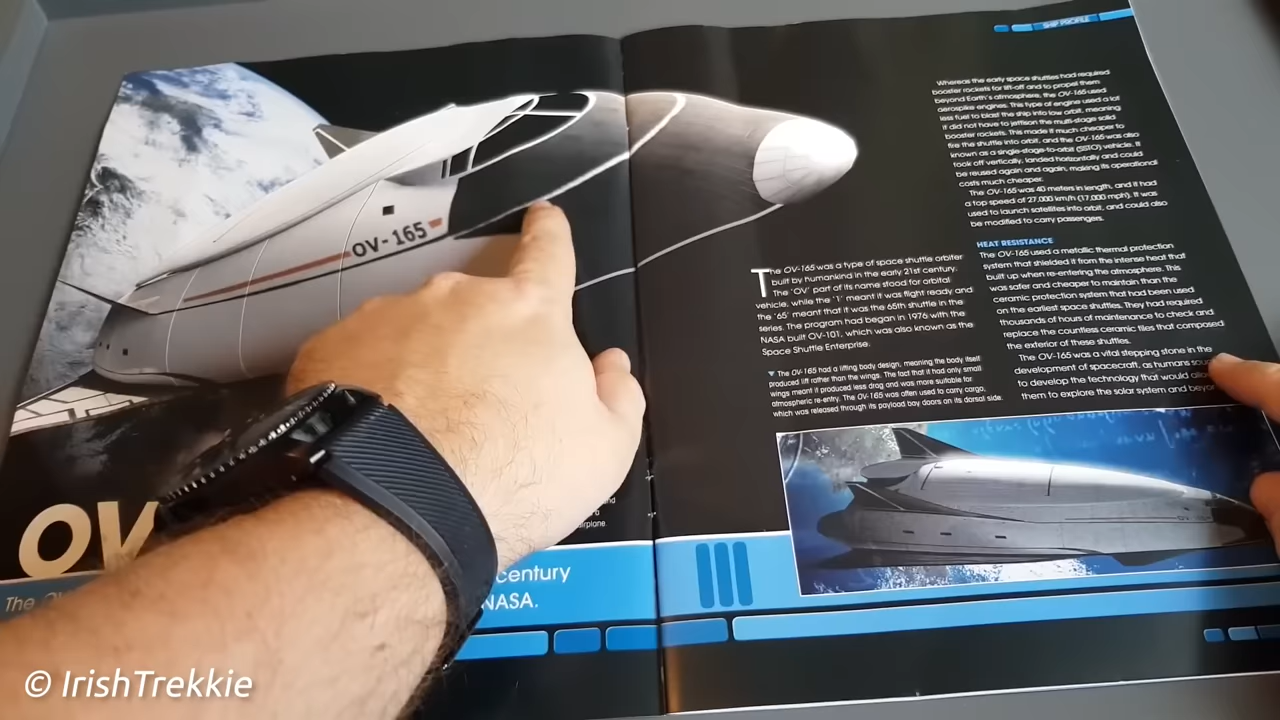 SHIP PROFILE
OV-165
OV
The OV
century
NASA.
and
a
airplane.
The OV-165 was a type of space shuttle orbiter
built by humankind in the early 21st century.
The 'OV' part of its name stood for orbital
vehicle, while the '1' meant it was flight ready and
the '65' meant that it was the 65th shuttle in the
series. The program had began in 1976 with the
NASA built OV-101, which was also known as the
Space Shuttle Enterprise.
The OV-165 had a lifting body design, meaning the body itself
produced lift rather than the wings. The fact that it had only small
wings meant it produced less drag and was more suitable for
atmospheric re-entry. The OV-165 was often used to carry cargo,
which was released through its payload bay doors on its dorsal side.
Whereas the early space shuttles had required
booster rockets for lift-off and to propel them
beyond Earth's atmosphere, the OV-165 used
aerospike engines. This type of engine used a lot
less fuel to blast the ship into low orbit, meaning
it did not have to jettison the multi-stage solid
booster rockets. This made it much cheaper to
fire the shuttle into orbit, and the OV-165 was also
known as a single-stage-to-orbit (SSTO) vehicle. It
took off vertically, landed horizontally and could
be reused again and again, making its operational
costs much cheaper.
The OV-165 was 40 meters in length, and it had
a top speed of 27,000 km/h (17,000 mph). It was
used to launch satellites into orbit, and could also
be modified to carry passengers.
HEAT RESISTANCE
The OV-165 used a metallic thermal protection
system that shielded it from the intense heat that
built up when re-entering the atmosphere. This
was safer and cheaper to maintain than the
ceramic protection system that had been used
on the earliest space shuttles. They had required
thousands of hours of maintenance to check and
replace the countless ceramic tiles that composed
the exterior of these shuttles.
The OV-165 was a vital stepping stone in the
development of spacecraft, as humans
to develop the technology that would
them to explore the solar system and
© IrishTrekkie